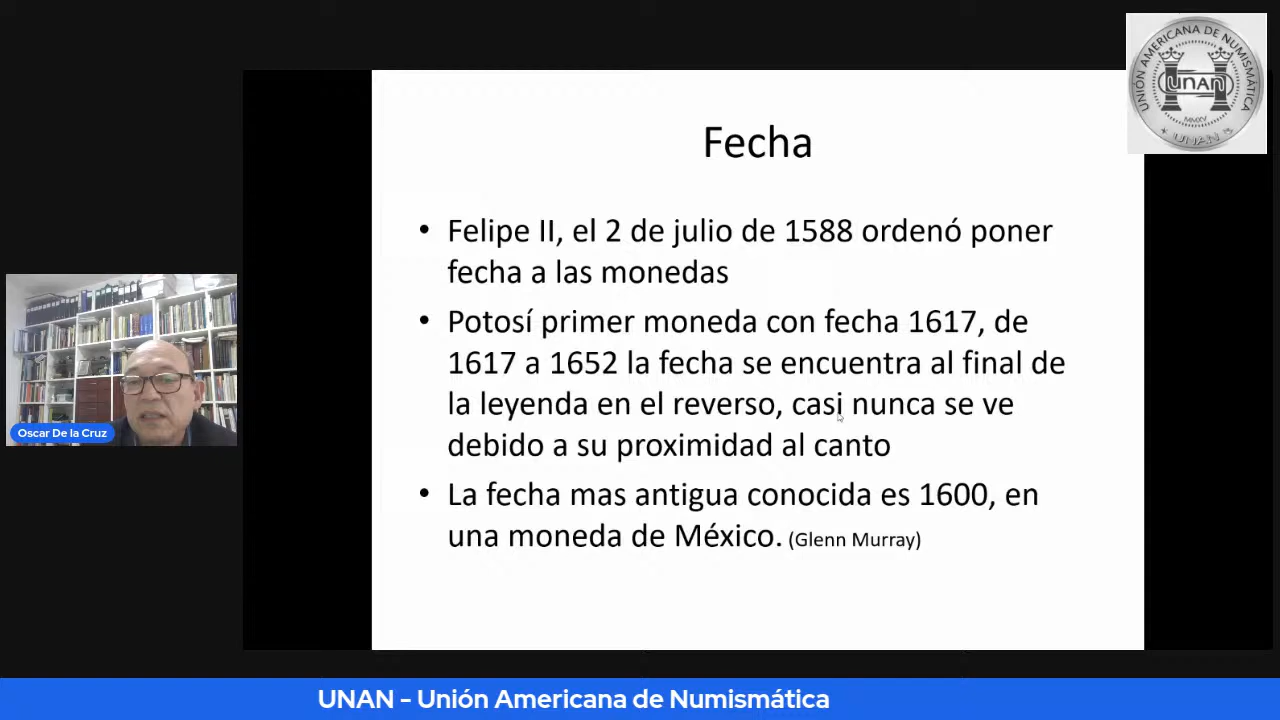 UNIÓN AMERICANA DE NUMISMÁTICA
UNAN
MMXV
UNAN
Fecha
• Felipe II, el 2 de julio de 1588 ordenó poner
fecha a las monedas
• Potosí primer moneda con fecha 1617, de
1617 a 1652 la fecha se encuentra al final de
la leyenda en el reverso, casi nunca se ve
debido a su proximidad al canto
• La fecha mas antigua conocida es 1600, en
una moneda de México. (Glenn Murray)
Oscar De la Cruz
UNAN - Unión Americana de Numismática